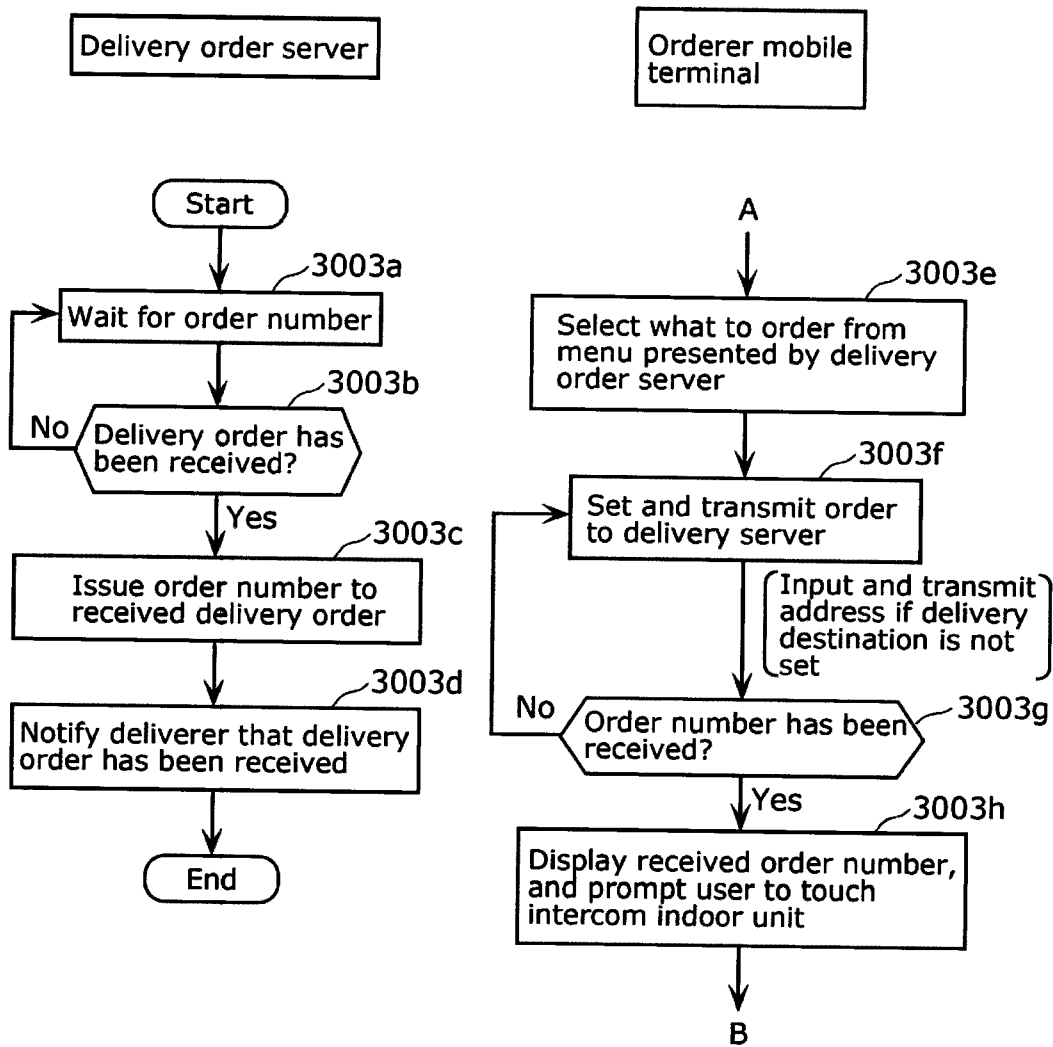 Delivery order server
Start
3003a
Wait for order number
3003b
No
Delivery order has
been received?
Yes
3003c
Issue order number to
received delivery order
3003d
Notify deliverer that delivery
order has been received
End
Orderer mobile
terminal
A
3003e
Select what to order from
menu presented by delivery
order server
3003f
Set and transmit order
to delivery server
Input and transmit
address if delivery
destination is not
set
No
3003g
Order number has been
received?
Yes
3003h
Display received order number,
and prompt user to touch
intercom indoor unit
B